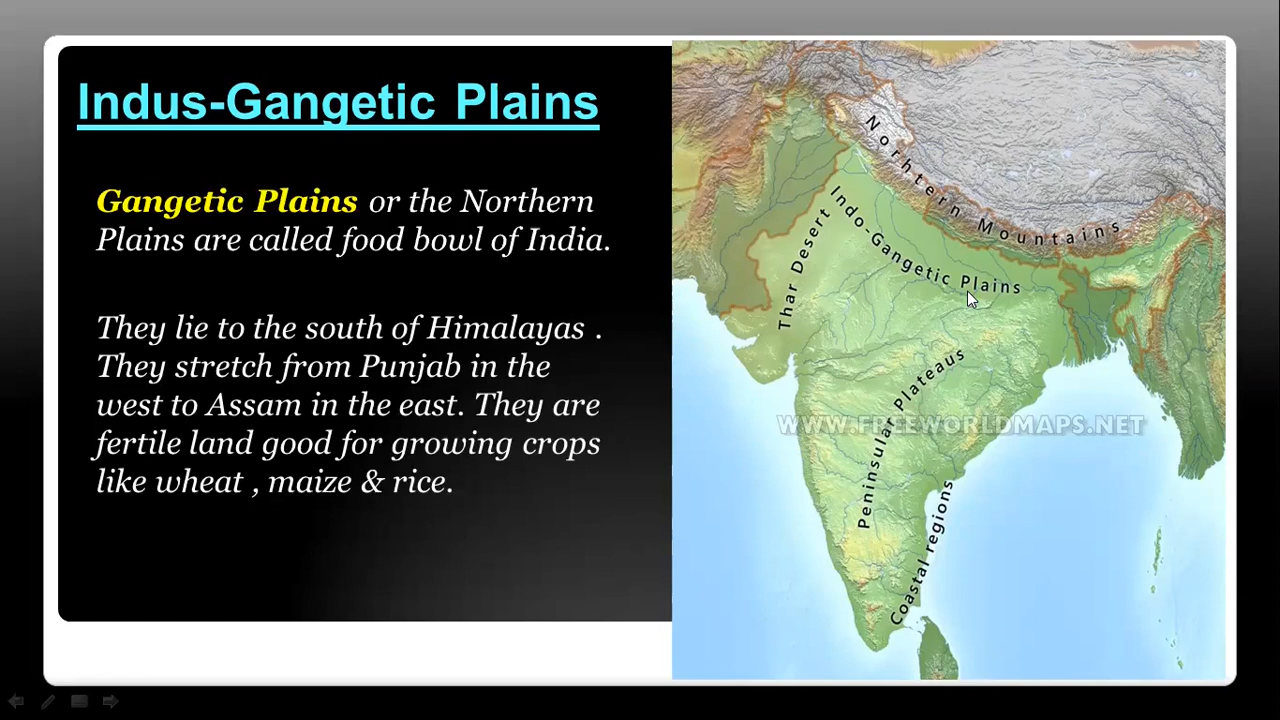 Indus-Gangetic Plains
Gangetic Plains or the Northern
Plains are called food bowl of India.
They lie to the south of Himalayas .
They stretch from Punjab in the
west to Assam in the east. They are
fertile land good for growing crops
like wheat , maize & rice.
Norhtern Mountains
Indo-Gangetic Plains
Thar Desert
Peninsular Plateaus
WWW.FREEWORLDMAPS.NET
Coastal regions